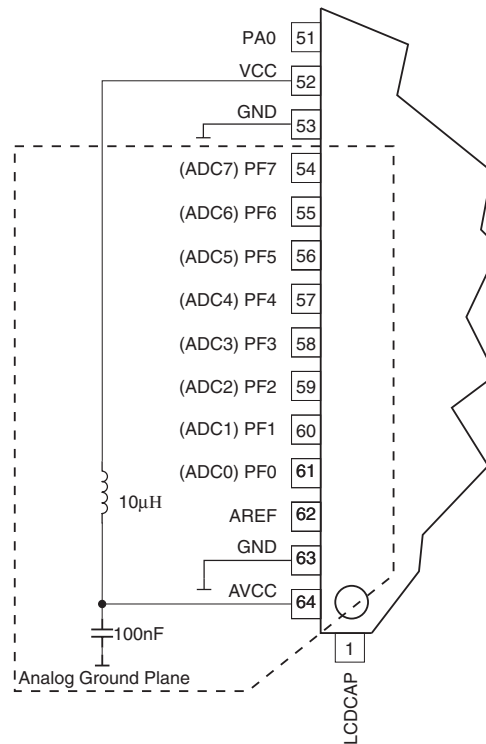 PA0 51
VCC 52
GND 53
(ADC7) PF7 54
(ADC6) PF6 55
(ADC5) PF5 56
(ADC4) PF4 57
(ADC3) PF3 58
(ADC2) PF2 59
(ADC1) PF1 60
(ADC0) PF0 61
10μH
AREF 62
GND 63
AVCC 64
100nF
1
Analog Ground Plane
LCDCAP